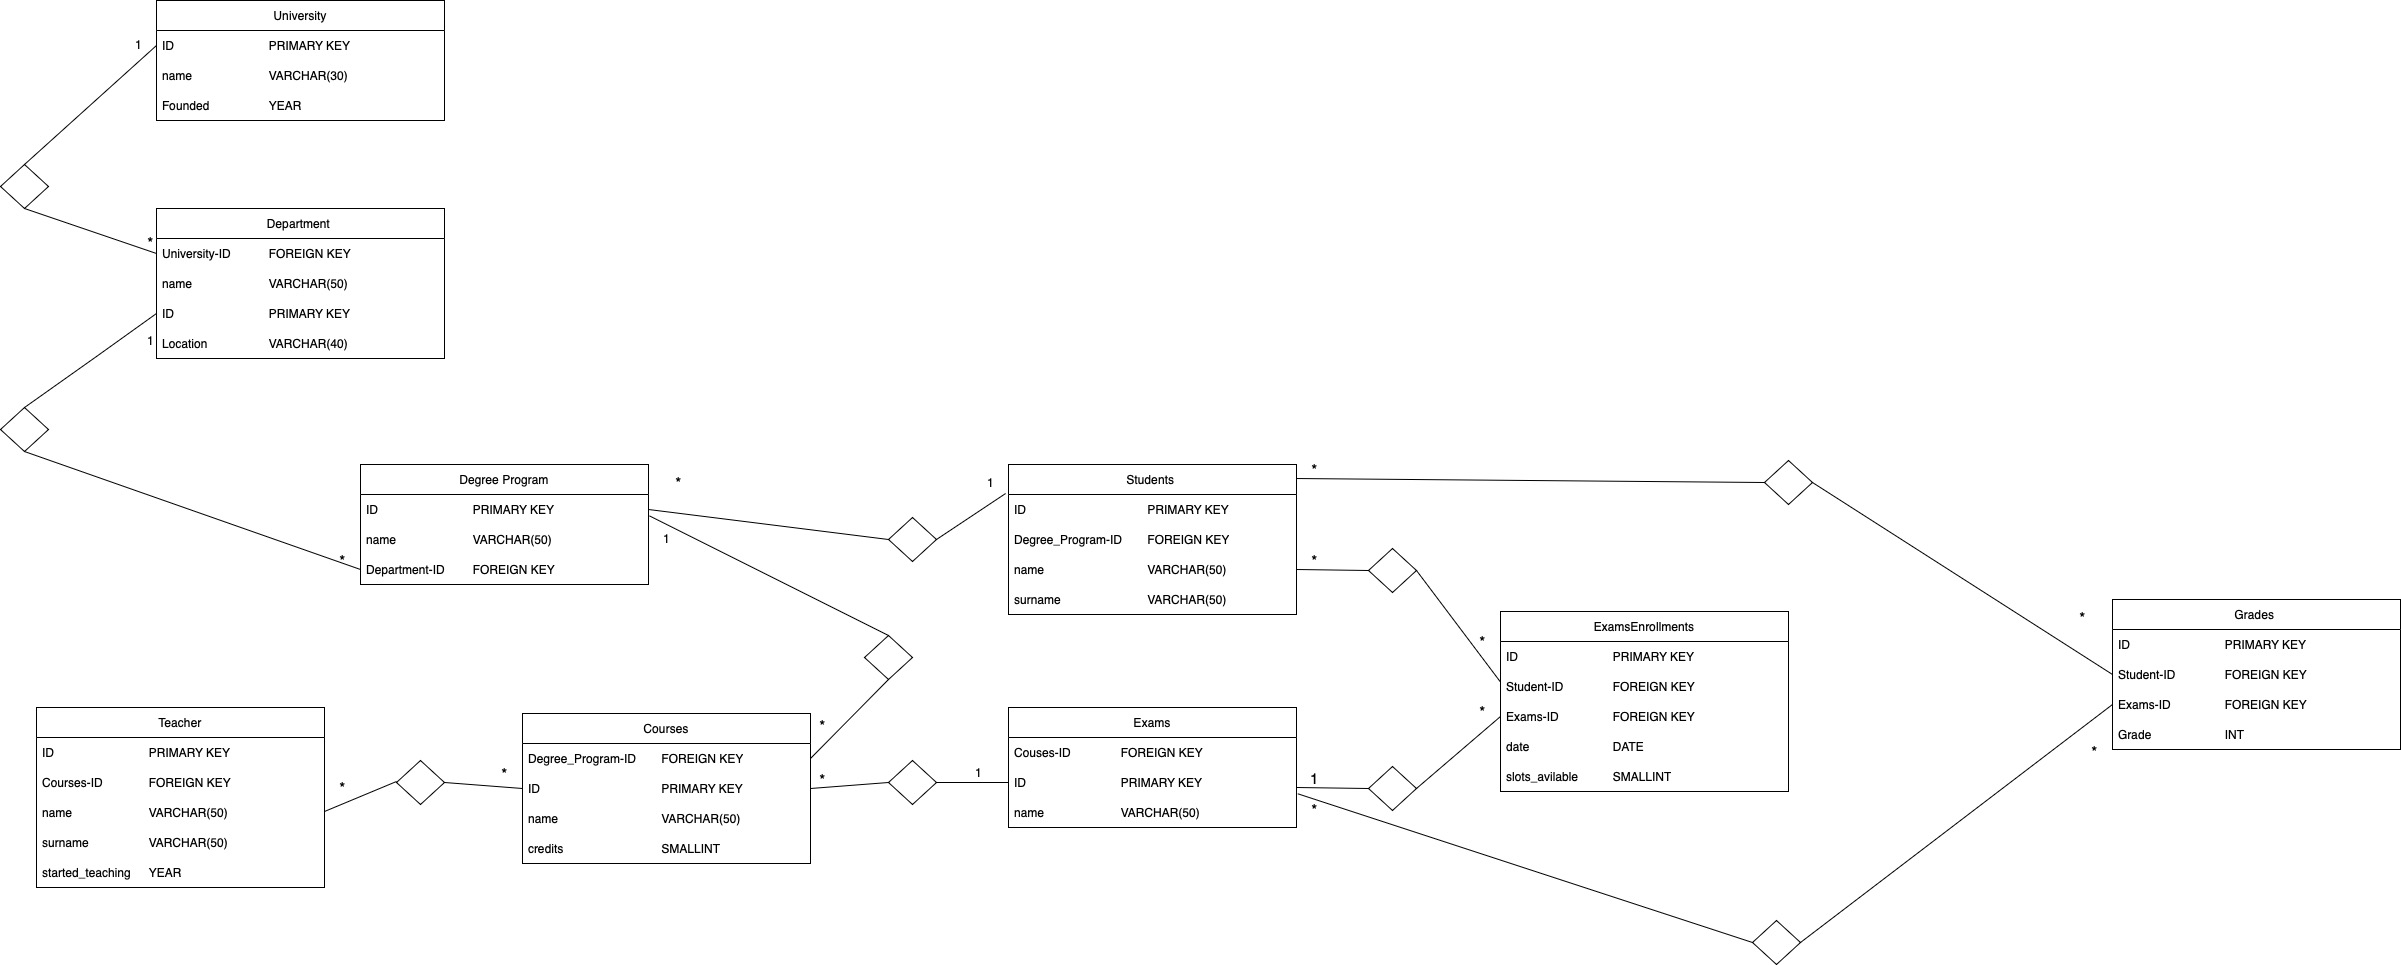 University
1
ID PRIMARY KEY
name VARCHAR(30)
Founded YEAR
Department
*
University-ID FOREIGN KEY
name VARCHAR(50)
ID PRIMARY KEY
1
Location VARCHAR(40)
Degree Program
*
ID PRIMARY KEY
1
name VARCHAR(50)
*
Department-ID FOREIGN KEY
1
Students
*
ID PRIMARY KEY
Degree_Program-ID FOREIGN KEY
*
name VARCHAR(50)
surname VARCHAR(50)
ExamsEnrollments
*
ID PRIMARY KEY
Student-ID FOREIGN KEY
*
Exams-ID FOREIGN KEY
date DATE
slots_avilable SMALLINT
*
Grades
ID PRIMARY KEY
Student-ID FOREIGN KEY
Exams-ID FOREIGN KEY
*
Grade INT
Teacher
ID PRIMARY KEY
Courses-ID FOREIGN KEY
*
name VARCHAR(50)
surname VARCHAR(50)
started_teaching YEAR
*
Courses
*
Degree_Program-ID FOREIGN KEY
*
ID PRIMARY KEY
name VARCHAR(50)
credits SMALLINT
1
Exams
Couses-ID FOREIGN KEY
ID PRIMARY KEY
1
*
name VARCHAR(50)